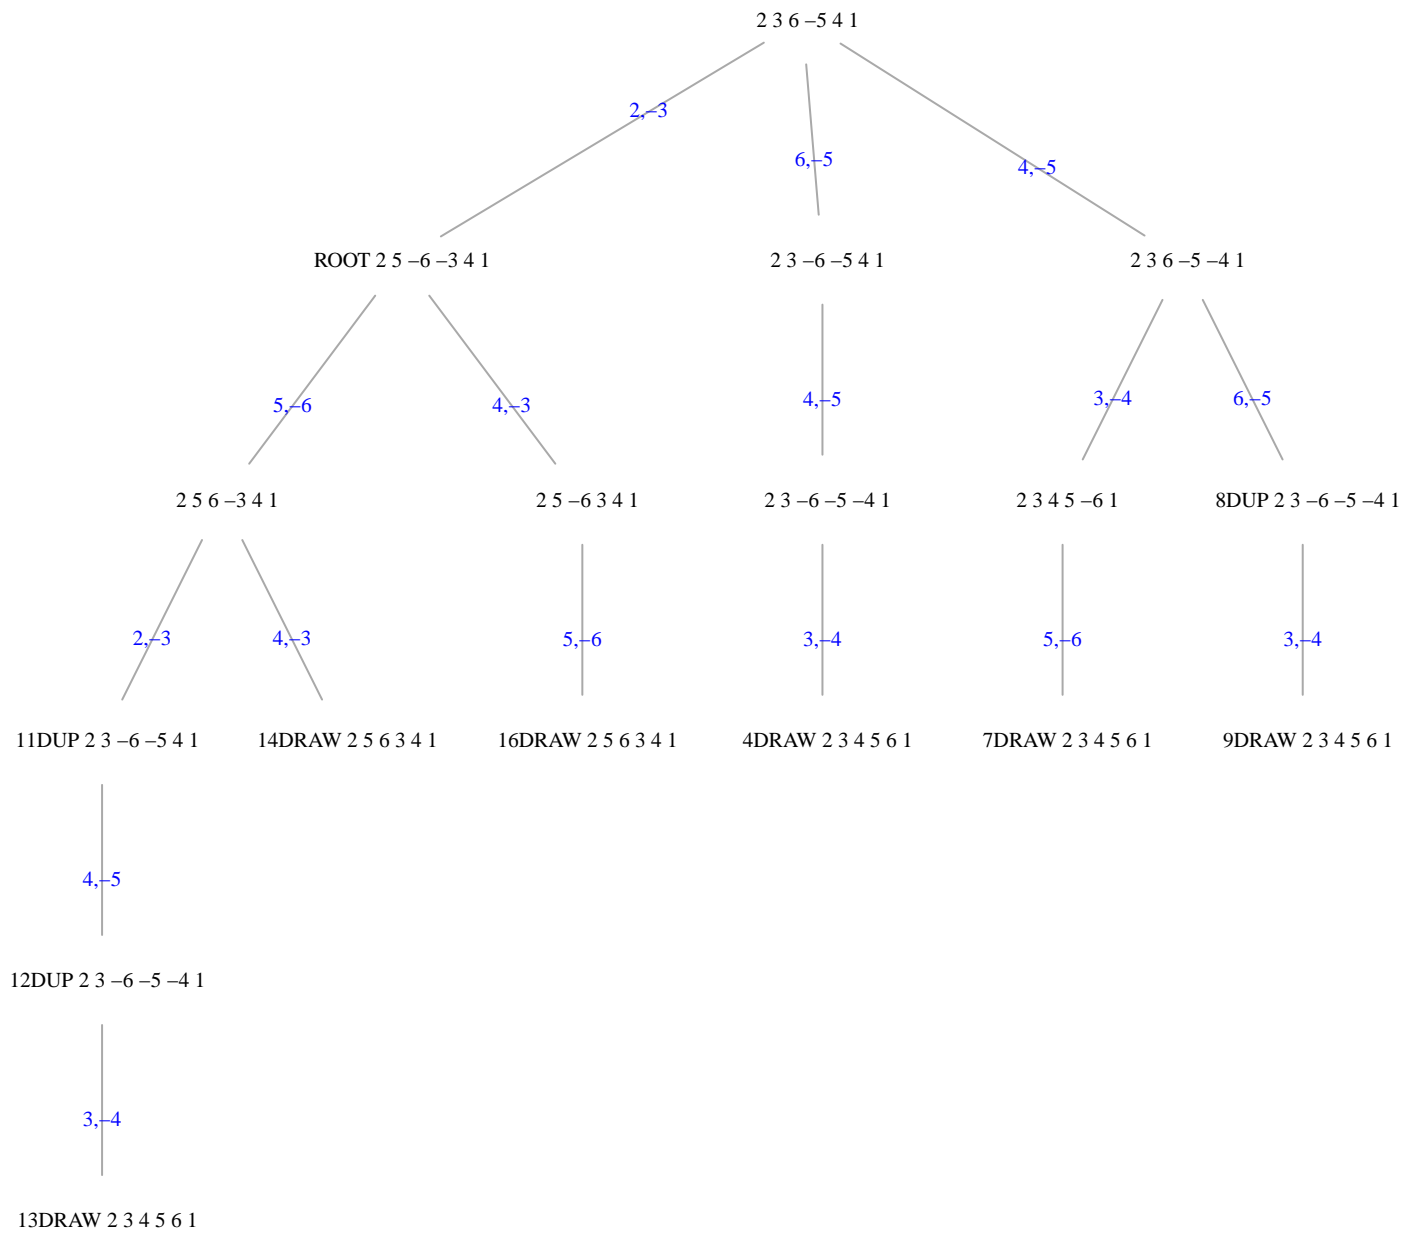 2 3 6 –5 4 1
2,–3
6,–5
4,–5
ROOT 2 5 –6 –3 4 1
2 3 –6 –5 4 1
2 3 6 –5 –4 1
5,–6
4,–3
4,–5
3,–4
6,–5
2 5 6 –3 4 1
2 5 –6 3 4 1
2 3 –6 –5 –4 1
2 3 4 5 –6 1
8DUP 2 3 –6 –5 –4 1
2,–3
4,–3
5,–6
3,–4
5,–6
3,–4
11DUP 2 3 –6 –5 4 1
14DRAW 2 5 6 3 4 1
16DRAW 2 5 6 3 4 1
4DRAW 2 3 4 5 6 1
7DRAW 2 3 4 5 6 1
9DRAW 2 3 4 5 6 1
4,–5
12DUP 2 3 –6 –5 –4 1
3,–4
13DRAW 2 3 4 5 6 1